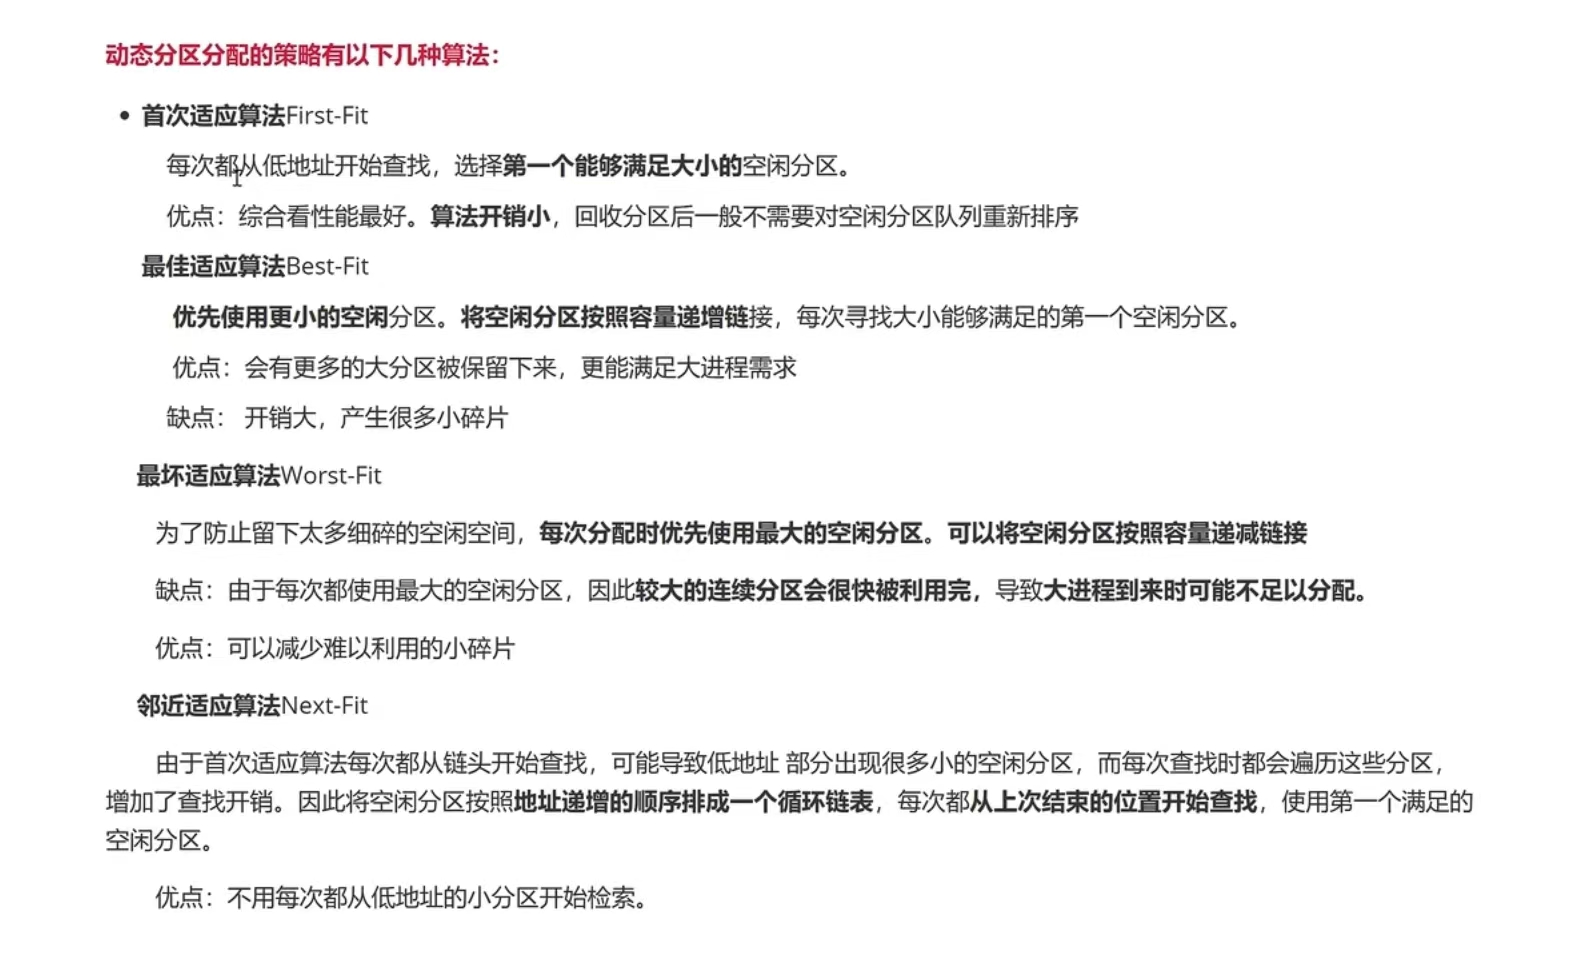 动态分区分配的策略有以下几种算法：
• 首次适应算法First-Fit
每次都从低地址开始查找，选择第一个能够满足大小的空闲分区。
优点：综合看性能最好。算法开销小，回收分区后一般不需要对空闲分区队列重新排序
最佳适应算法Best-Fit
优先使用更小的空闲分区。将空闲分区按照容量递增链接，每次寻找大小能够满足的第一个空闲分区。
优点：会有更多的大分区被保留下来，更能满足大进程需求
缺点： 开销大，产生很多小碎片
最坏适应算法Worst-Fit
为了防止留下太多细碎的空闲空间，每次分配时优先使用最大的空闲分区。可以将空闲分区按照容量递减链接
缺点：由于每次都使用最大的空闲分区，因此较大的连续分区会很快被利用完，导致大进程到来时可能不足以分配。
优点：可以减少难以利用的小碎片
邻近适应算法Next-Fit
由于首次适应算法每次都从链头开始查找，可能导致低地址 部分出现很多小的空闲分区，而每次查找时都会遍历这些分区，
增加了查找开销。因此将空闲分区按照地址递增的顺序排成一个循环链表，每次都从上次结束的位置开始查找，使用第一个满足的
空闲分区。
优点：不用每次都从低地址的小分区开始检索。